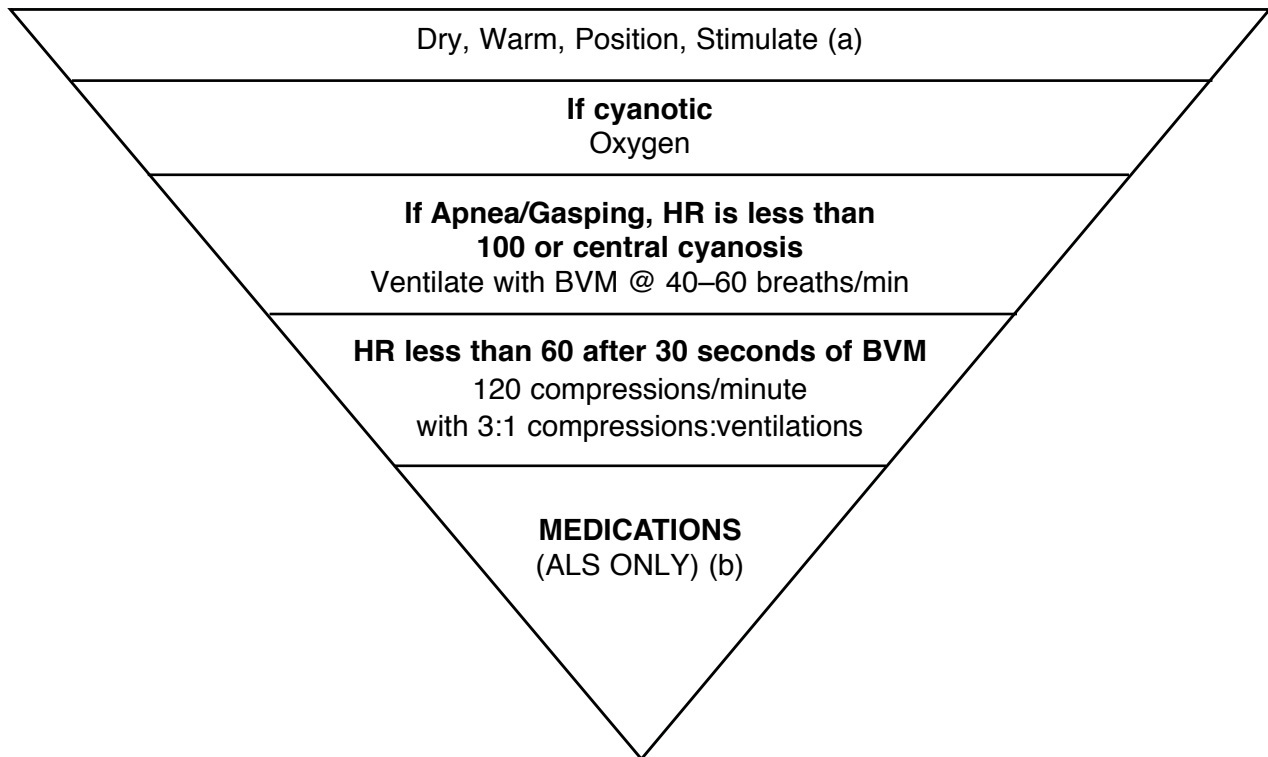 Dry, Warm, Position, Stimulate (a)
If cyanotic
Oxygen
If Apnea/Gasping, HR is less than
100 or central cyanosis
Ventilate with BVM @ 40–60 breaths/min
HR less than 60 after 30 seconds of BVM
120 compressions/minute
with 3:1 compressions:ventilations
MEDICATIONS
(ALS ONLY) (b)